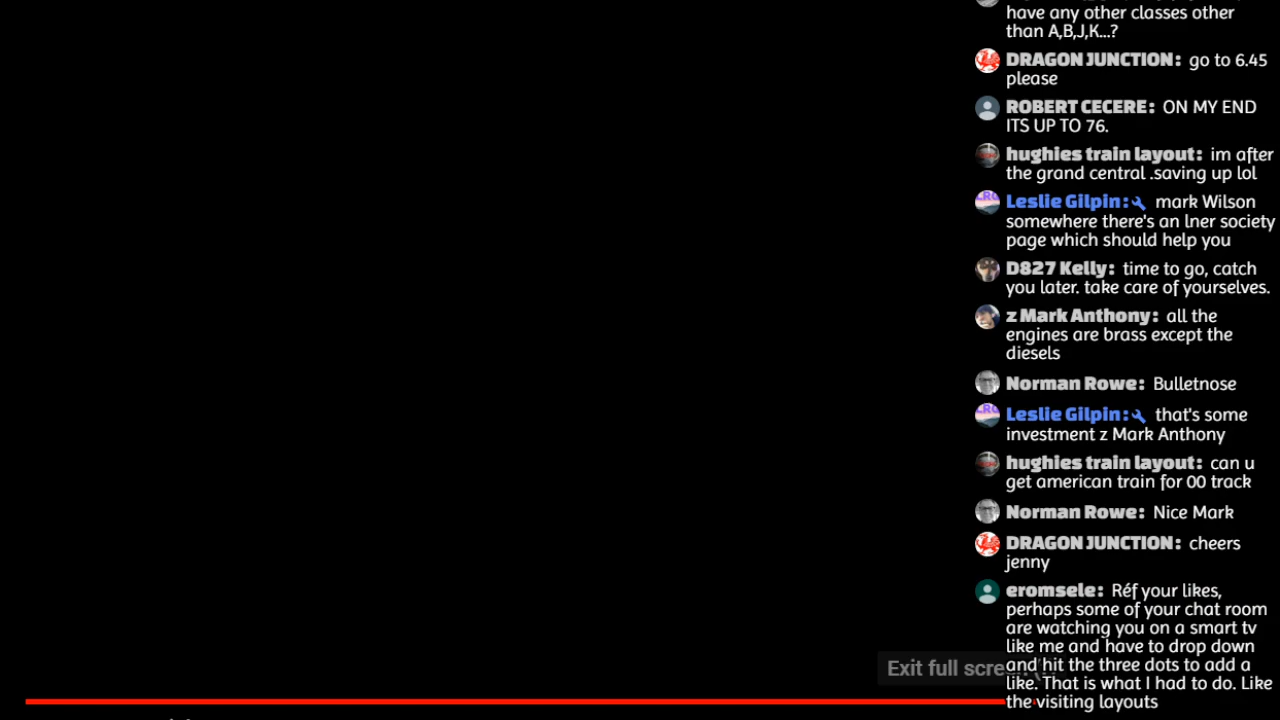 have any other classes other
than A,B,J,K...?
DRAGON JUNCTION: go to 6.45
please
ROBERT CECERE: ON MY END
ITS UP TO 76.
hughies train layout: im after
the grand central .saving up lol
Leslie Gilpin: mark Wilson
somewhere there's an lner society
page which should help you
D827 Kelly: time to go, catch
you later. take care of yourselves.
z Mark Anthony: all the
engines are brass except the
diesels
Norman Rowe: Bulletnose
Leslie Gilpin: that's some
investment z Mark Anthony
hughies train layout: can u
get american train for 00 track
Norman Rowe: Nice Mark
DRAGON JUNCTION: cheers
jenny
eromsele: Réf your likes,
perhaps some of your chat room
are watching you on a smart tv
like me and have to drop down
and hit the three dots to add a
like. That is what I had to do. Like
the visiting layouts
Exit full